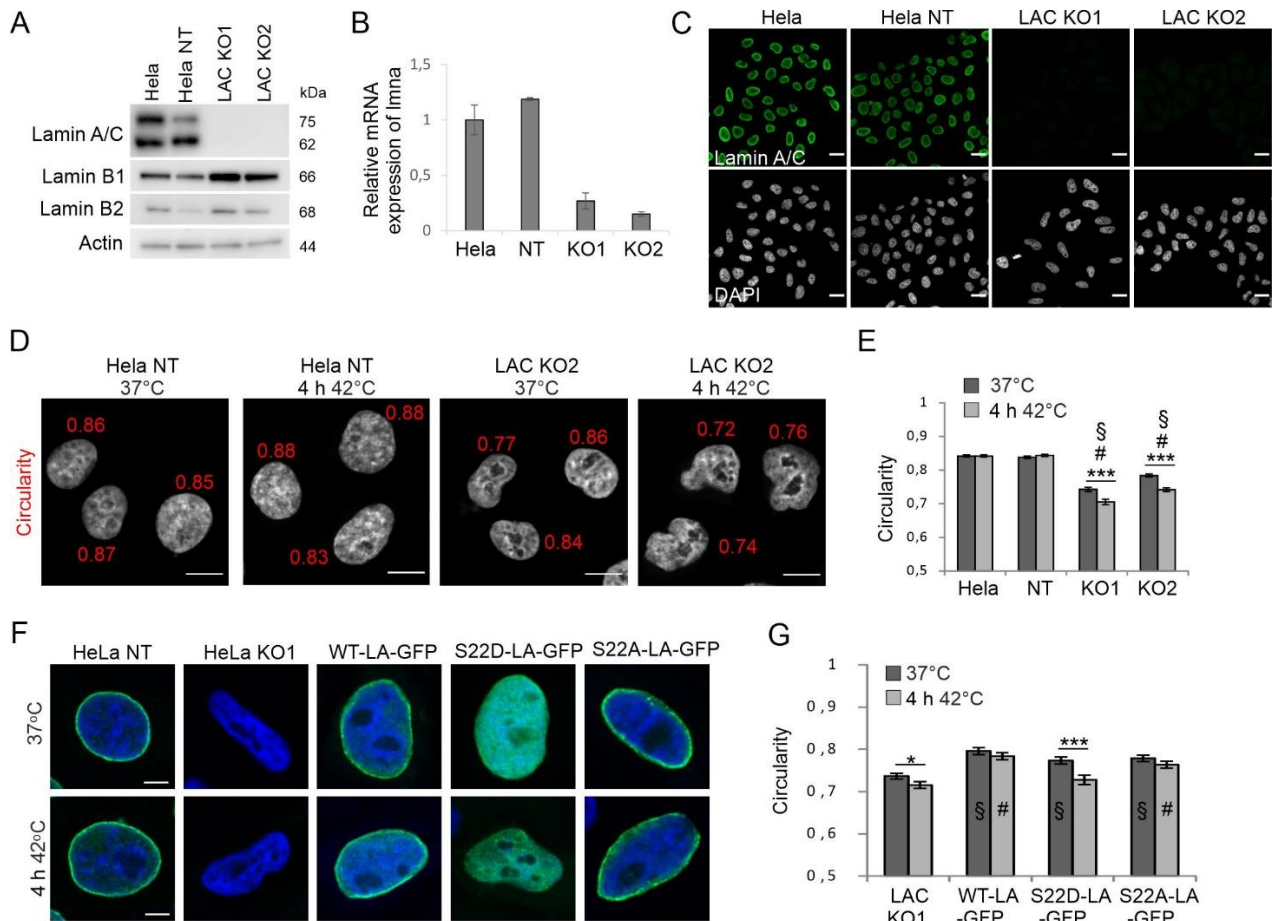 A
Hela
Hela NT
LAC KO1
LAC KO2
kDa
Lamin A/C
75
62
Lamin B1
66
Lamin B2
68
Actin
44
B
Relative mRNA
expression of lmna
1,5
1
0,5
0
Hela
NT
KO1
KO2
C
Hela
Hela NT
LAC KO1
LAC KO2
Lamin A/C
DAPI
D
Hela NT
37°C
Hela NT
4 h 42°C
LAC KO2
37°C
LAC KO2
4 h 42°C
Circularity
0.86
0.85
0.87
0.88
0.88
0.83
0.77
0.86
0.84
0.72
0.76
0.74
E
37°C
4 h 42°C
Circularity
1
0,9
0,8
0,7
0,6
0,5
§
#
***
§
#
***
Hela
NT
KO1
KO2
F
HeLa NT
HeLa KO1
WT-LA-GFP
S22D-LA-GFP
S22A-LA-GFP
37°C
4 h 42°C
G
37°C
4 h 42°C
Circularity
1
0,9
0,8
0,7
0,6
0,5
*
***
§
#
§
§
#
LAC
KO1
WT-LA
-GFP
S22D-LA
-GFP
S22A-LA
-GFP